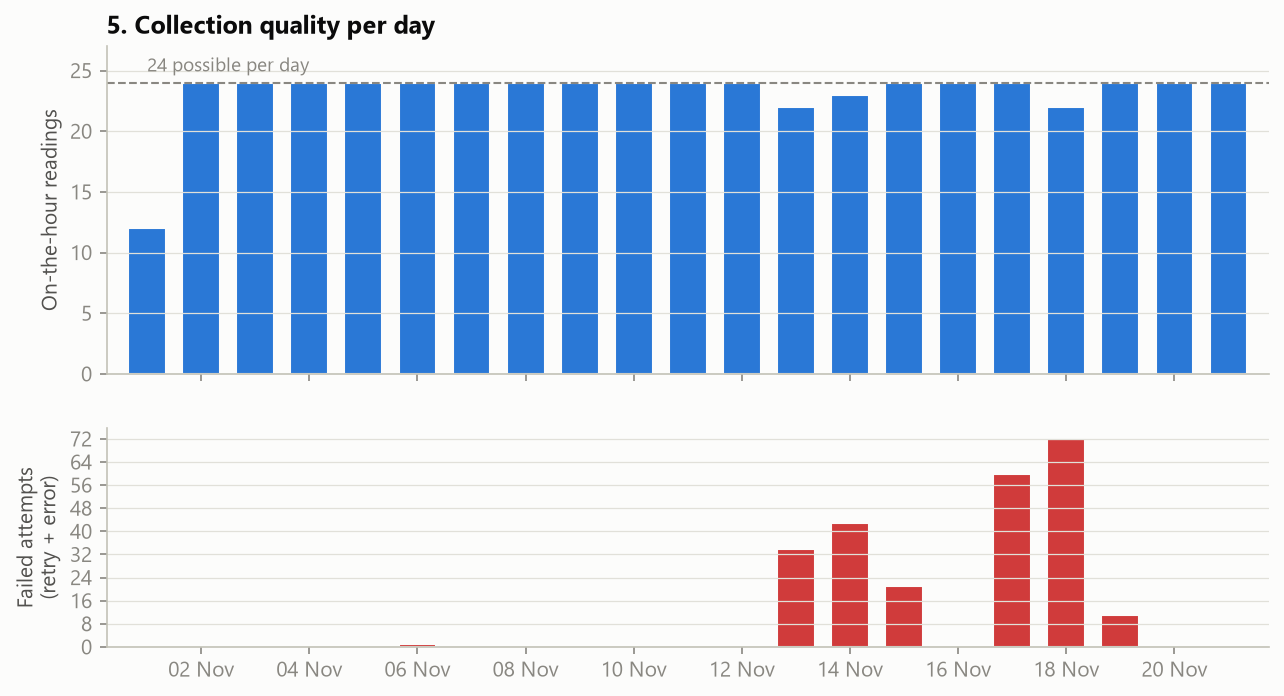 5. Collection quality per day
24 possible per day
On-the-hour readings
25
20
15
10
5
0
Failed attempts
(retry + error)
72
64
56
48
40
32
24
16
8
0
02 Nov
04 Nov
06 Nov
08 Nov
10 Nov
12 Nov
14 Nov
16 Nov
18 Nov
20 Nov